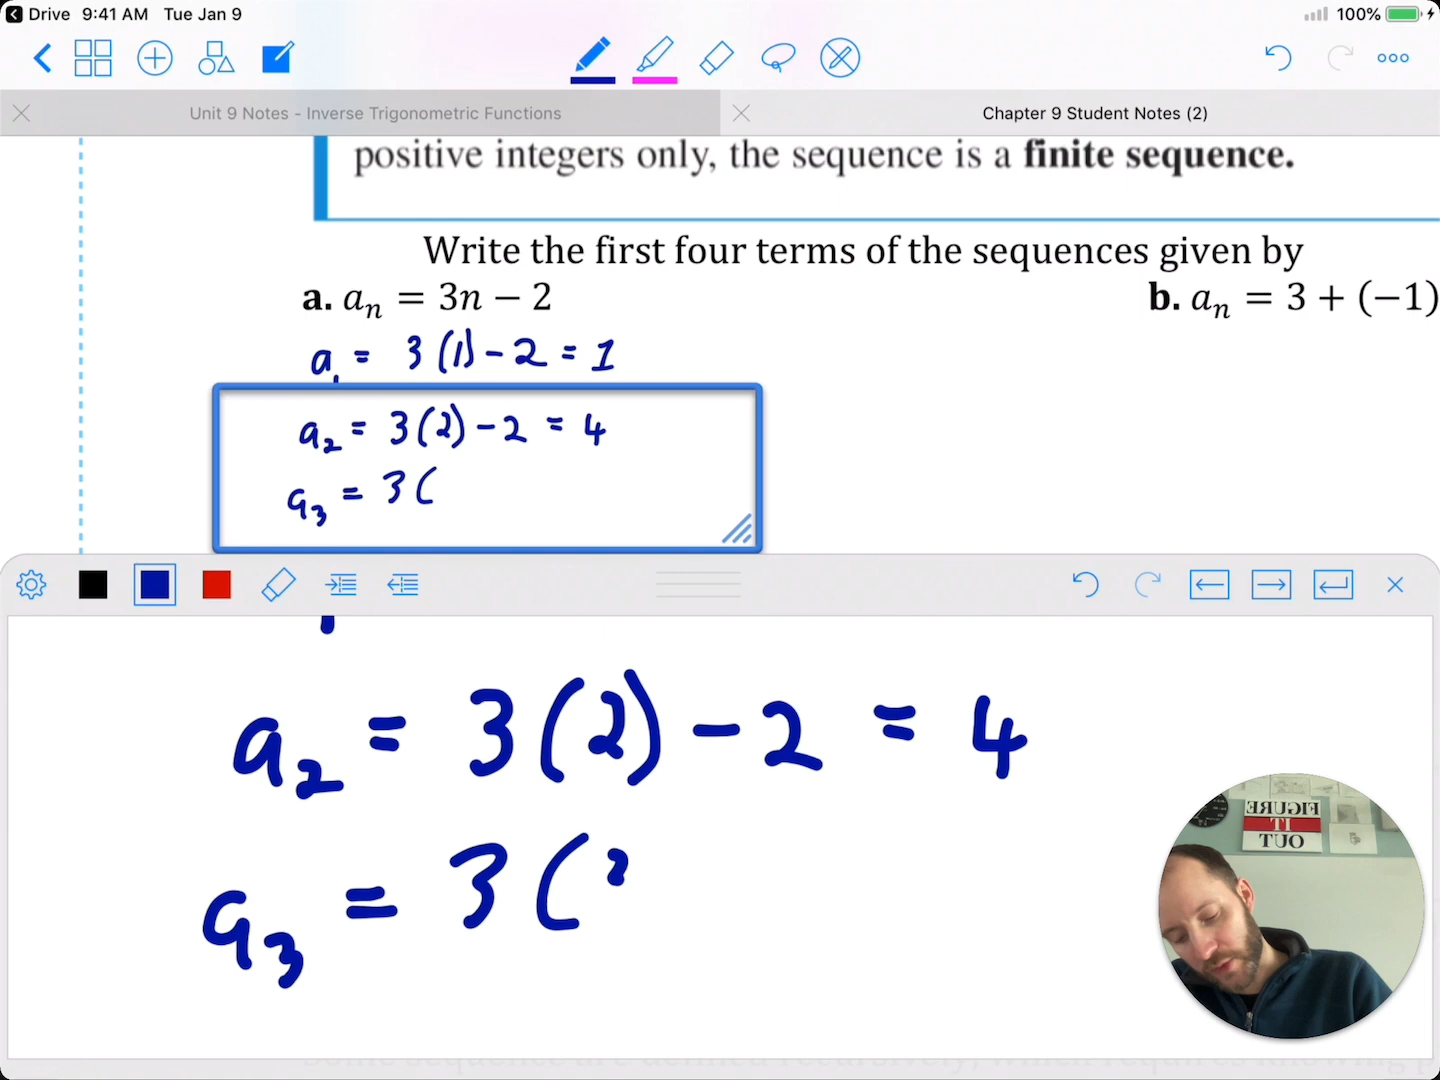 Drive 9:41 AM Tue Jan 9 100%
Unit 9 Notes - Inverse Trigonometric Functions
Chapter 9 Student Notes (2)
positive integers only, the sequence is a finite sequence.
Write the first four terms of the sequences given by
a. aₙ = 3n − 2
b. aₙ = 3 + (−1)
a₁ = 3(1) - 2 = 1
a₂ = 3(2) - 2 = 4
a₃ = 3(
a₂ = 3(2) - 2 = 4
a₃ = 3(
FIGURE
IT
OUT